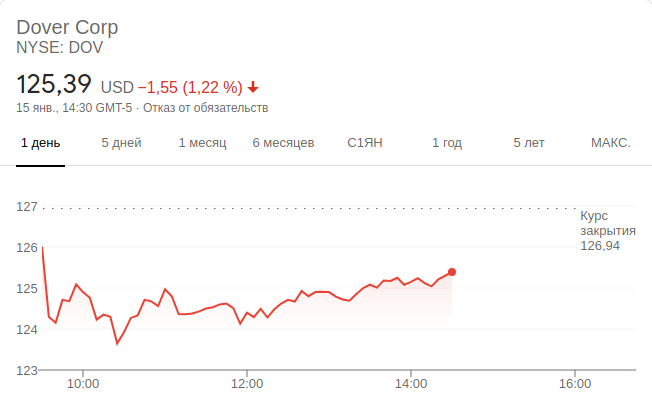 Dover Corp
NYSE: DOV
125,39 USD −1,55 (1,22 %)
15 янв., 14:30 GMT-5 · Отказ от обязательств
1 день 5 дней 1 месяц 6 месяцев С1ЯН 1 год 5 лет МАКС.
127
Курс
закрытия
126,94
126
125
124
123
10:00 12:00 14:00 16:00